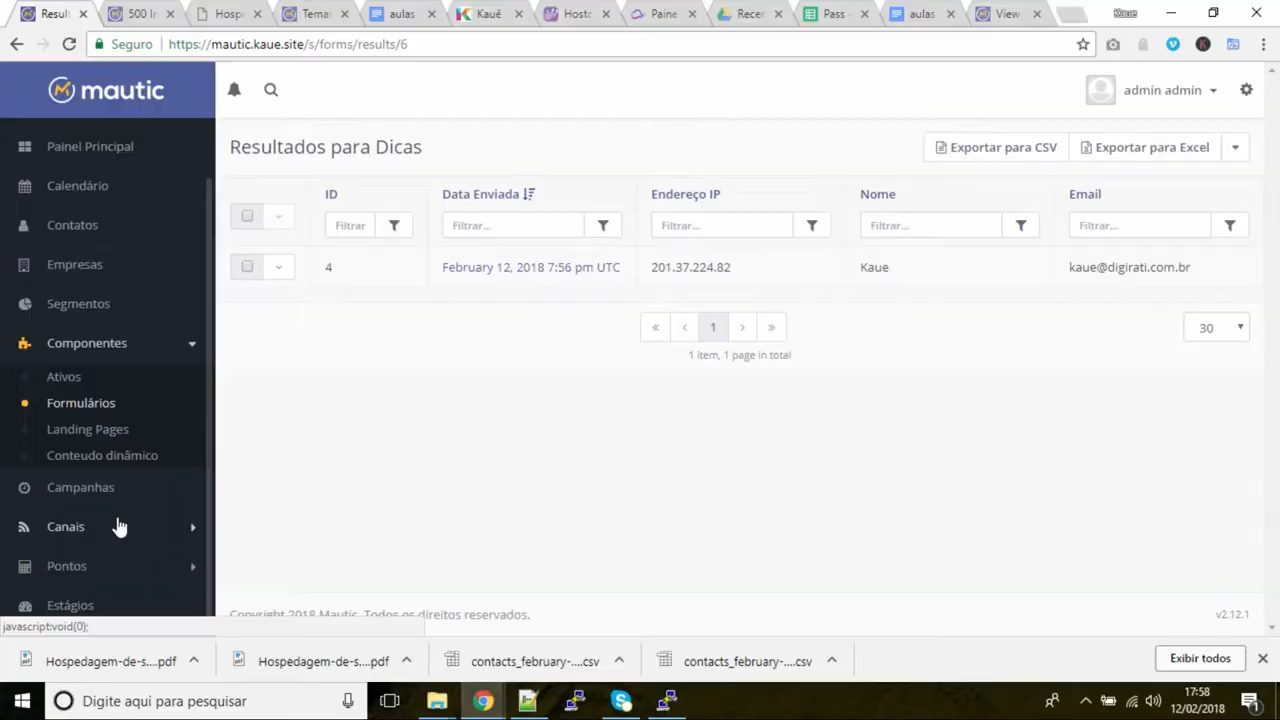 Result
500 In
Hosp
Temas
aulas
Kauê
Hosto
Paine
Recen
Pass -
aulas
View
Kaue
Seguro
https://mautic.kaue.site/s/forms/results/6
mautic
admin admin
Painel Principal
Calendário
Contatos
Empresas
Segmentos
Componentes
Ativos
Formulários
Landing Pages
Conteudo dinâmico
Campanhas
Canais
Pontos
Estágios
javascript:void(0);
Resultados para Dicas
Exportar para CSV
Exportar para Excel
ID
Data Enviada
Endereço IP
Nome
Email
Filtrar
Filtrar...
Filtrar...
Filtrar...
Filtrar...
4
February 12, 2018 7:56 pm UTC
201.37.224.82
Kaue
kaue@digirati.com.br
« ‹ 1 › »
30
1 item, 1 page in total
Copyright 2018 Mautic. Todos os direitos reservados.
v2.12.1
Hospedagem-de-s....pdf
Hospedagem-de-s....pdf
contacts_february-....csv
contacts_february-....csv
Exibir todos
Digite aqui para pesquisar
17:58
12/02/2018
1